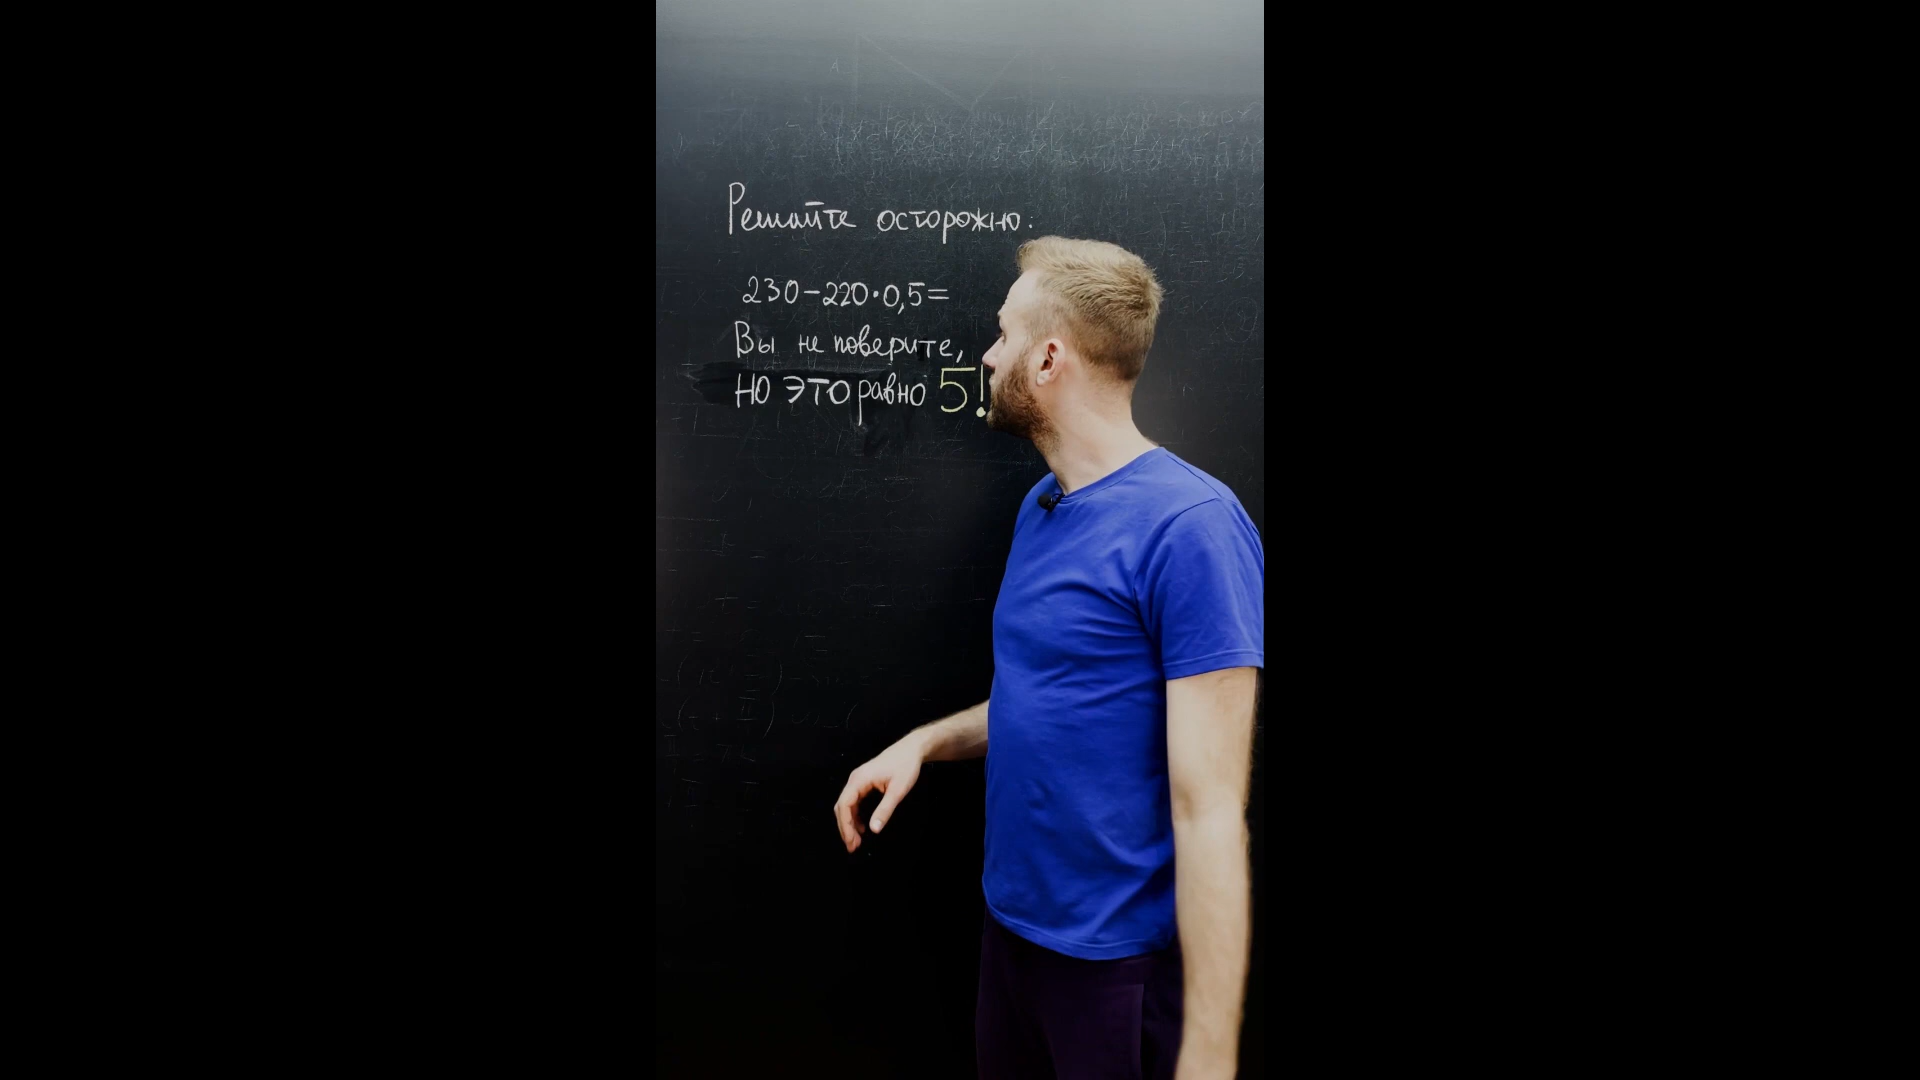 Решайте осторожно:
230-220·0,5=
Вы не поверите,
но это равно 5!